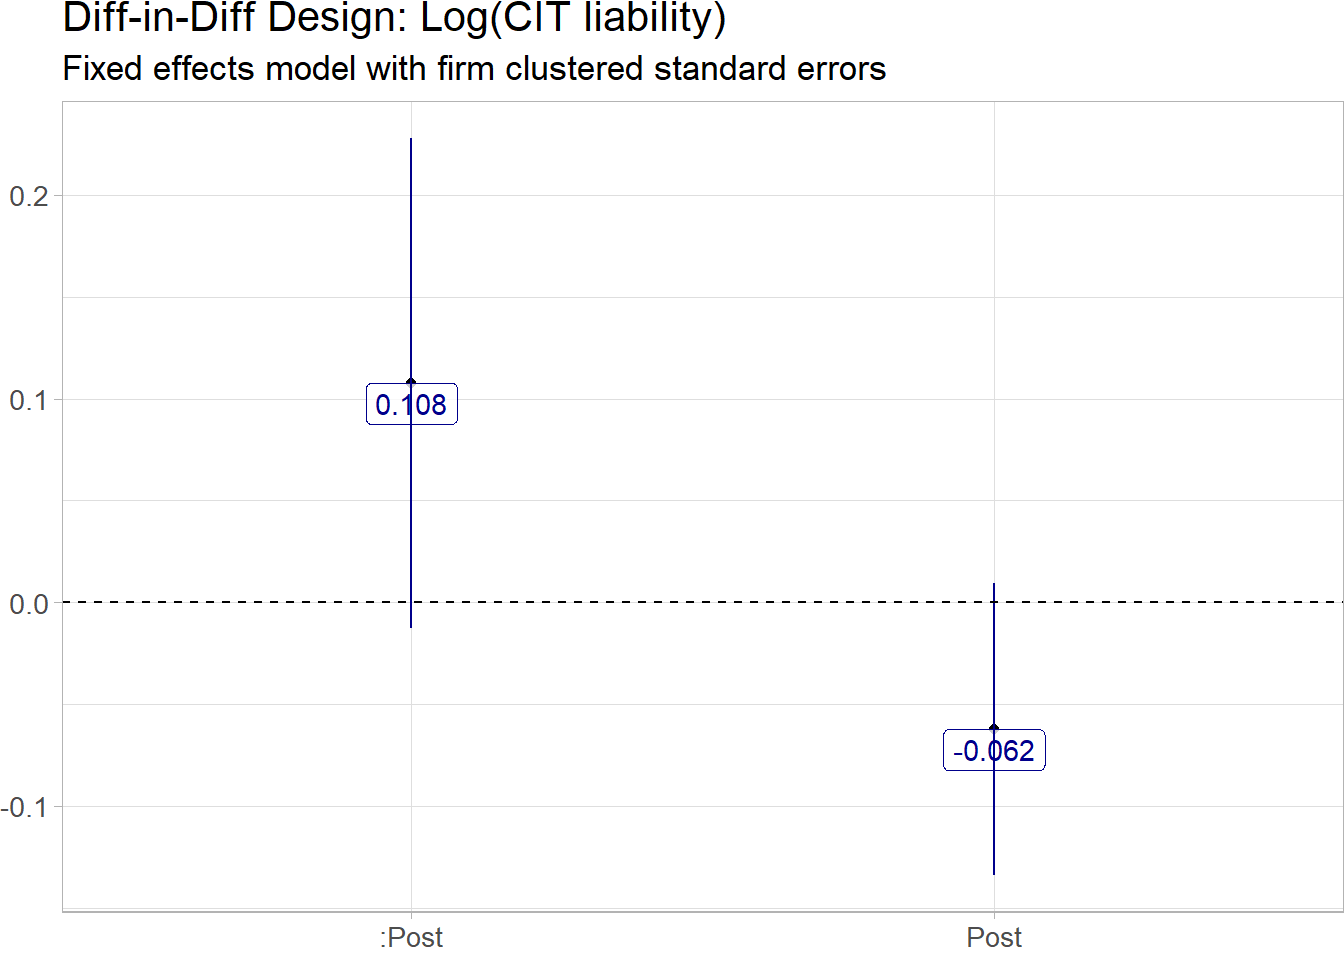 Diff-in-Diff Design: Log(CIT liability)
Fixed effects model with firm clustered standard errors
0.2
0.1
0.0
-0.1
0.108
-0.062
:Post
Post